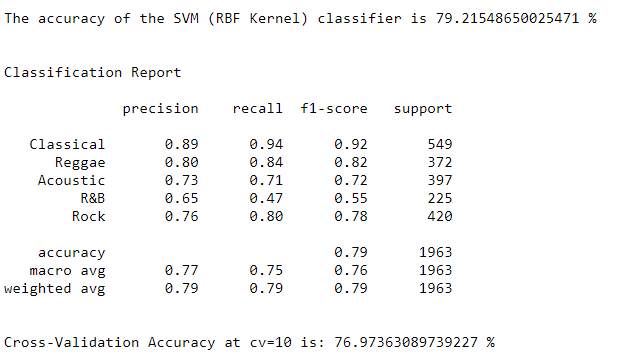 The accuracy of the SVM (RBF Kernel) classifier is 79.21548650025471 %
Classification Report
precision recall f1-score support
Classical 0.89 0.94 0.92 549
Reggae 0.80 0.84 0.82 372
Acoustic 0.73 0.71 0.72 397
R&B 0.65 0.47 0.55 225
Rock 0.76 0.80 0.78 420
accuracy 0.79 1963
macro avg 0.77 0.75 0.76 1963
weighted avg 0.79 0.79 0.79 1963
Cross-Validation Accuracy at cv=10 is: 76.97363089739227 %